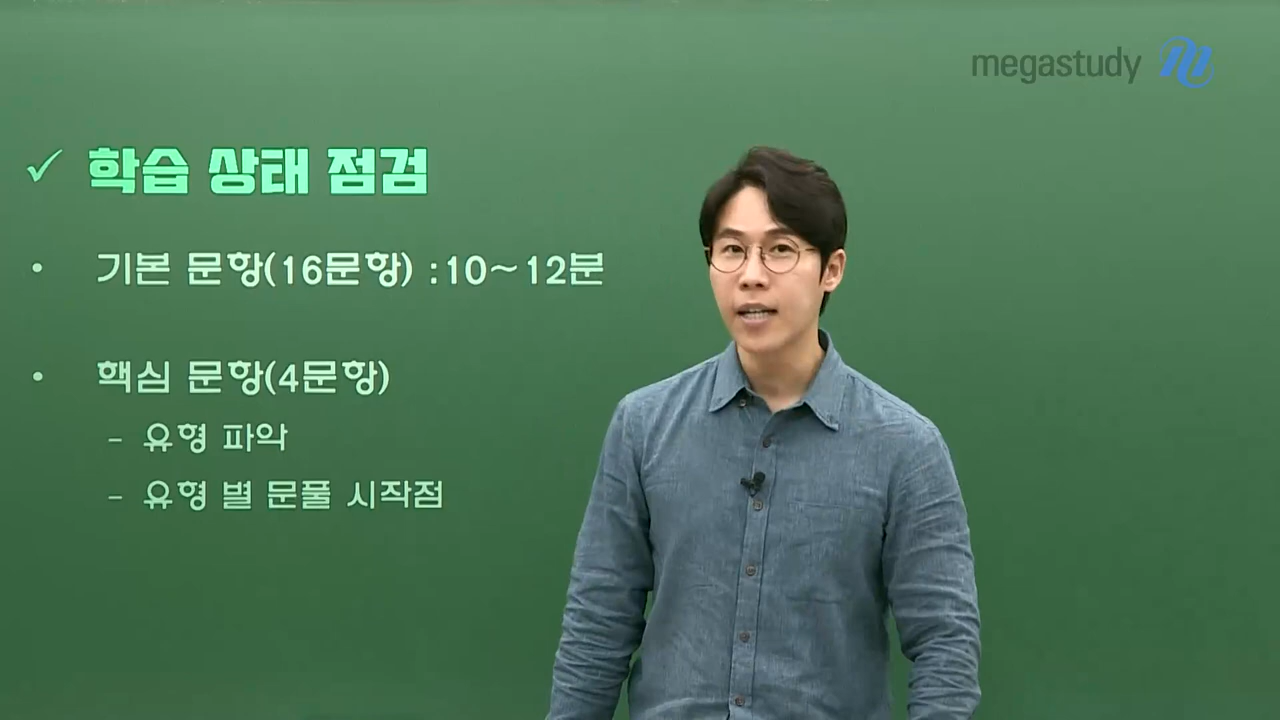 megastudy
✓ 학습 상태 점검
• 기본 문항(16문항) :10~12분
• 핵심 문항(4문항)
- 유형 파악
- 유형 별 문풀 시작점